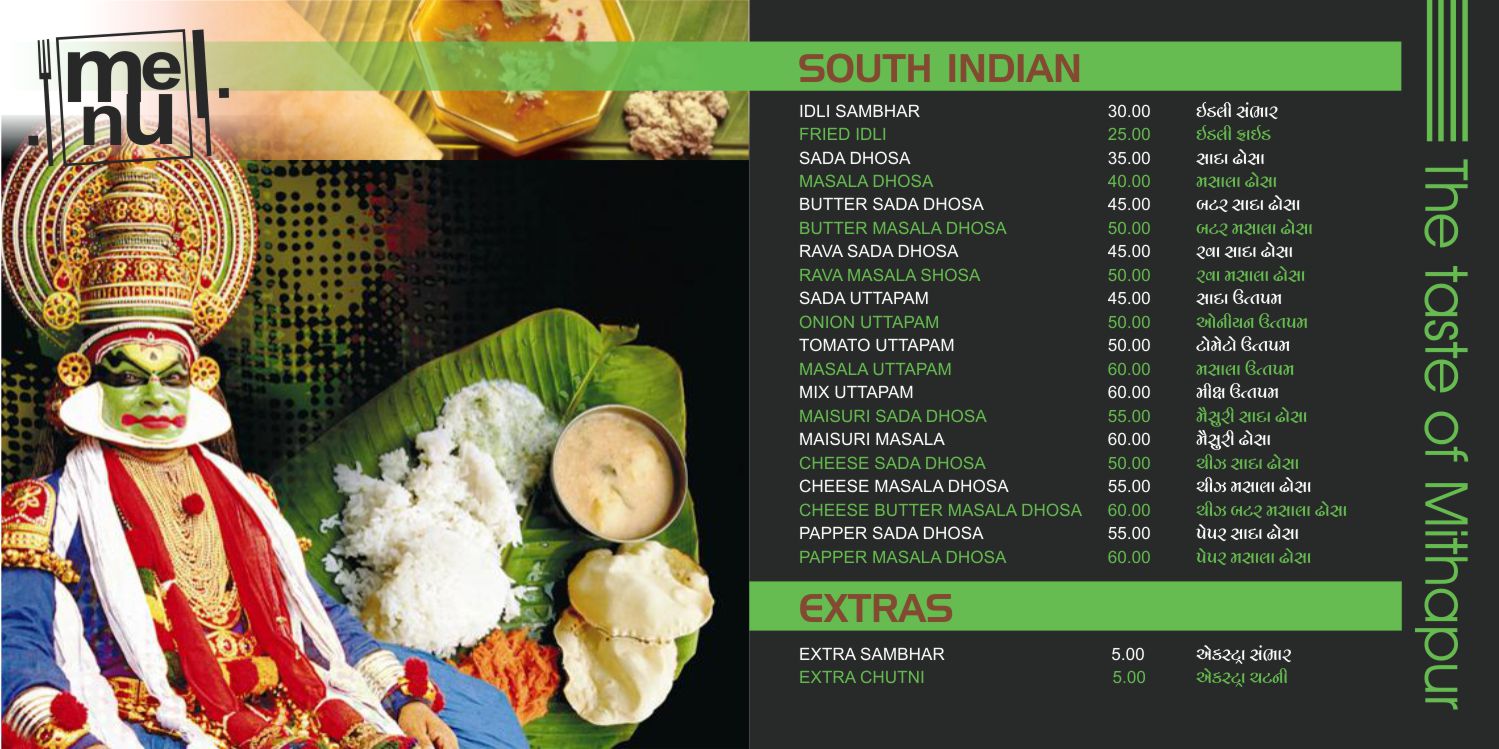 me
nu
SOUTH INDIAN
IDLI SAMBHAR 30.00 ઈડલી સંભાર
FRIED IDLI 25.00 ઈડલી ફ્રાઈડ
SADA DHOSA 35.00 સાદા ઢોસા
MASALA DHOSA 40.00 મસાલા ઢોસા
BUTTER SADA DHOSA 45.00 બટર સાદા ઢોસા
BUTTER MASALA DHOSA 50.00 બટર મસાલા ઢોસા
RAVA SADA DHOSA 45.00 રવા સાદા ઢોસા
RAVA MASALA SHOSA 50.00 રવા મસાલા ઢોસા
SADA UTTAPAM 45.00 સાદા ઉત્તપમ
ONION UTTAPAM 50.00 ઓનીયન ઉત્તપમ
TOMATO UTTAPAM 50.00 ટોમેટો ઉત્તપમ
MASALA UTTAPAM 60.00 મસાલા ઉત્તપમ
MIX UTTAPAM 60.00 મીક્ષ ઉત્તપમ
MAISURI SADA DHOSA 55.00 મૈસુરી સાદા ઢોસા
MAISURI MASALA 60.00 મૈસુરી ઢોસા
CHEESE SADA DHOSA 50.00 ચીઝ સાદા ઢોસા
CHEESE MASALA DHOSA 55.00 ચીઝ મસાલા ઢોસા
CHEESE BUTTER MASALA DHOSA 60.00 ચીઝ બટર મસાલા ઢોસા
PAPPER SADA DHOSA 55.00 પેપર સાદા ઢોસા
PAPPER MASALA DHOSA 60.00 પેપર મસાલા ઢોસા
EXTRAS
EXTRA SAMBHAR 5.00 એકસ્ટ્રા સંભાર
EXTRA CHUTNI 5.00 એકસ્ટ્રા ચટની
The taste of Mithapur